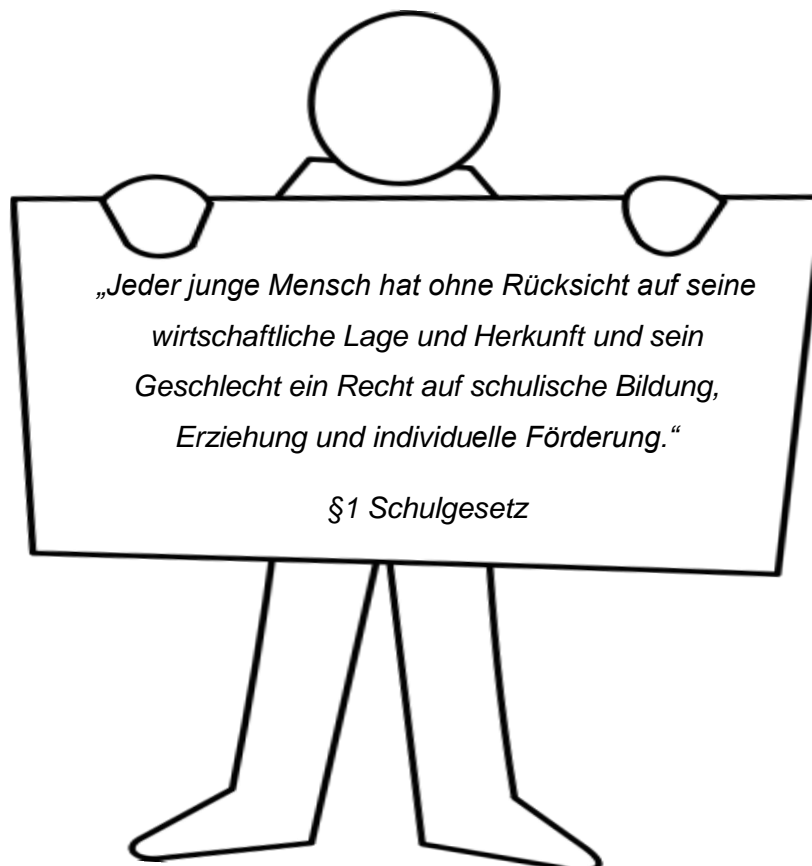 „Jeder junge Mensch hat ohne Rücksicht auf seine
wirtschaftliche Lage und Herkunft und sein
Geschlecht ein Recht auf schulische Bildung,
Erziehung und individuelle Förderung.“
§1 Schulgesetz